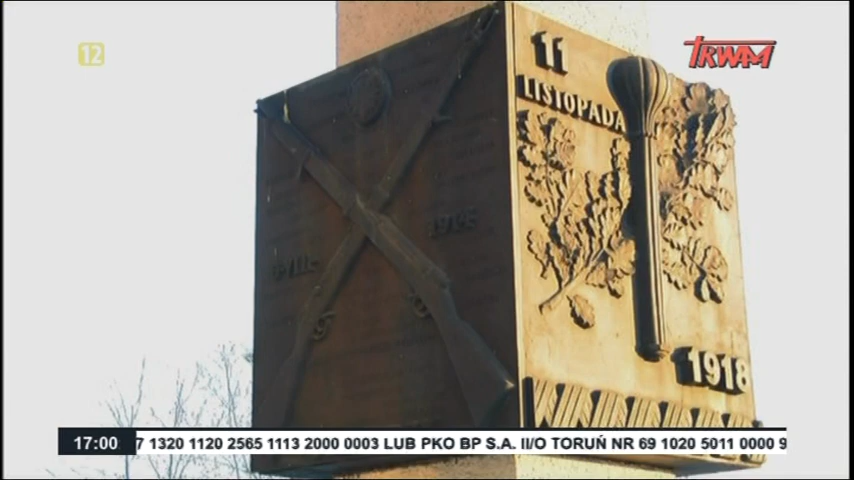 12
TRWAM
11
LISTOPADA
1918
17:00 7 1320 1120 2565 1113 2000 0003 LUB PKO BP S.A. II/O TORUŃ NR 69 1020 5011 0000 9